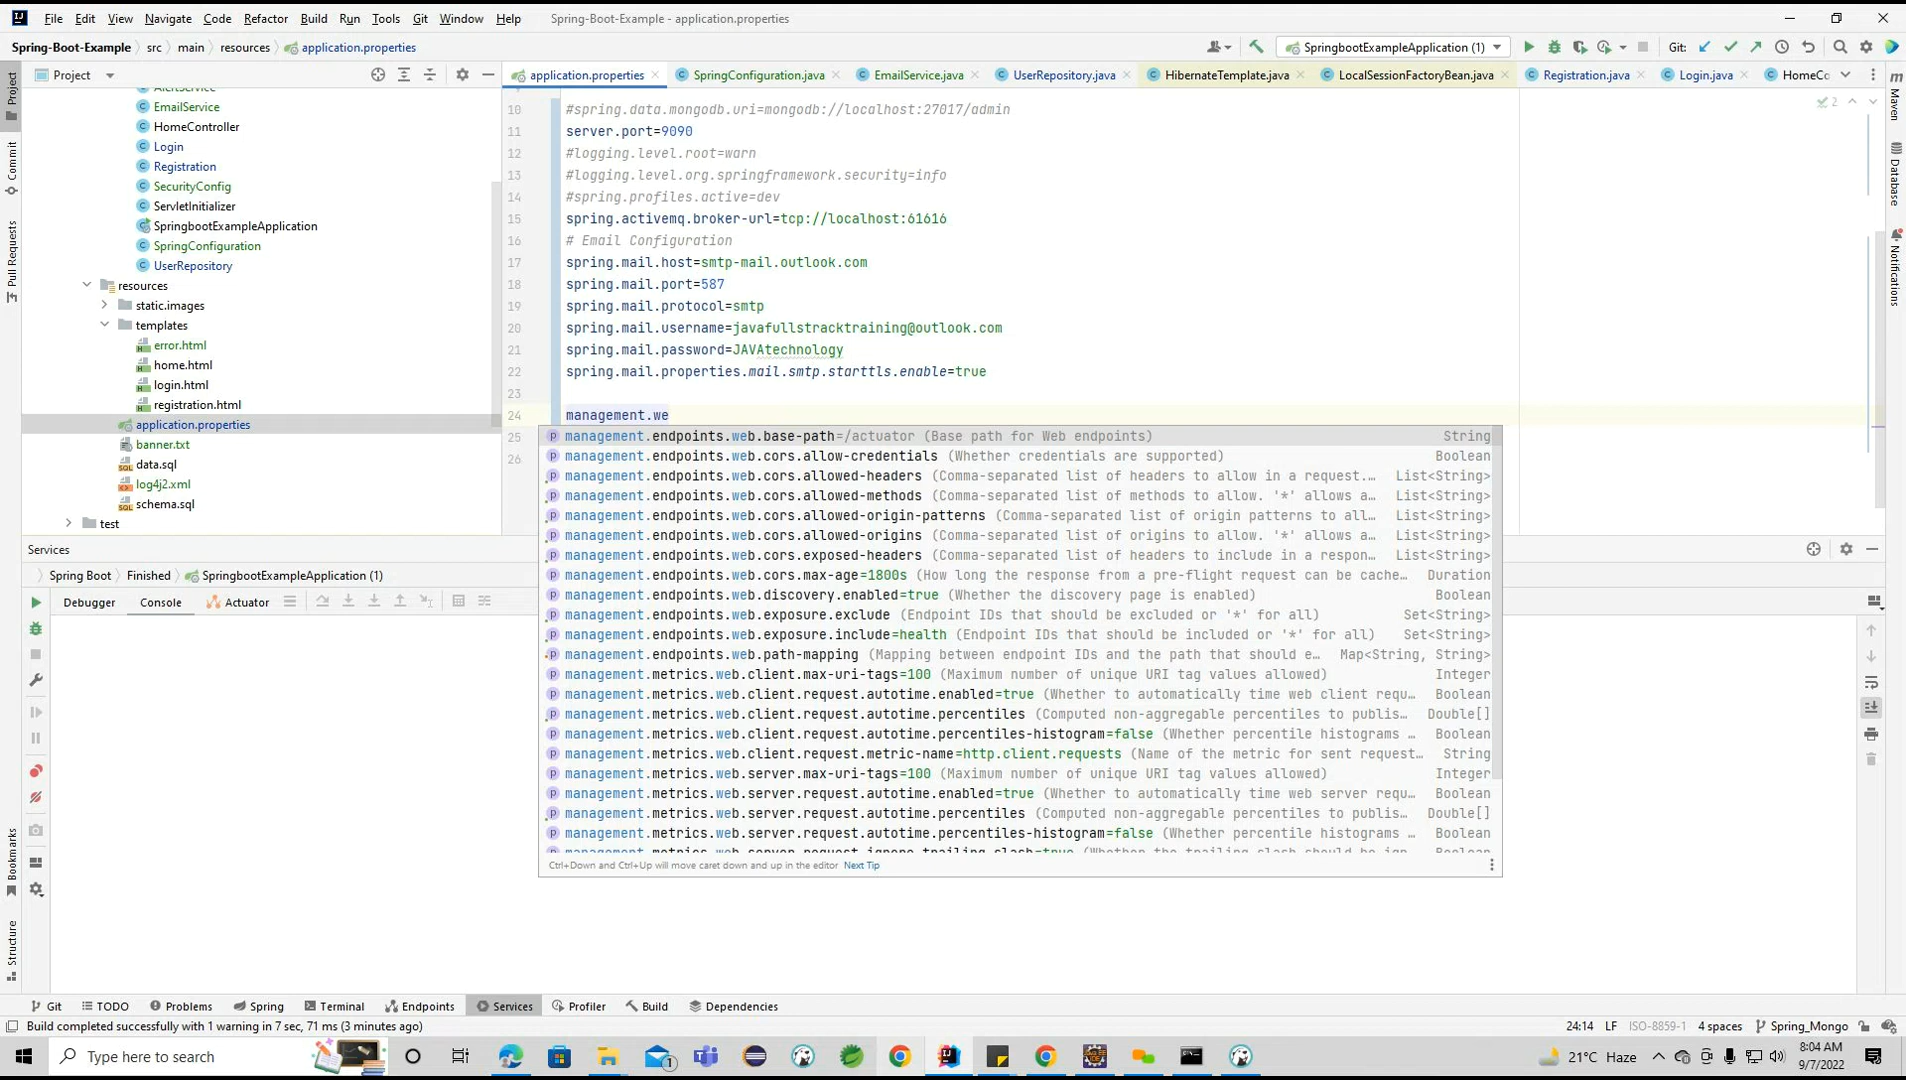 File Edit View Navigate Code Refactor Build Run Tools Git Window Help Spring-Boot-Example - application.properties
Spring-Boot-Example src main resources application.properties SpringbootExampleApplication (1) Git:
Project application.properties SpringConfiguration.java EmailService.java UserRepository.java HibernateTemplate.java LocalSessionFactoryBean.java Registration.java Login.java HomeCo
EmailService
HomeController
Login
Registration
SecurityConfig
ServletInitializer
SpringbootExampleApplication
SpringConfiguration
UserRepository
resources
static.images
templates
error.html
home.html
login.html
registration.html
application.properties
banner.txt
data.sql
log4j2.xml
schema.sql
test
10 #spring.data.mongodb.uri=mongodb://localhost:27017/admin
11 server.port=9090
12 #logging.level.root=warn
13 #logging.level.org.springframework.security=info
14 #spring.profiles.active=dev
15 spring.activemq.broker-url=tcp://localhost:61616
16 # Email Configuration
17 spring.mail.host=smtp-mail.outlook.com
18 spring.mail.port=587
19 spring.mail.protocol=smtp
20 spring.mail.username=javafullstracktraining@outlook.com
21 spring.mail.password=JAVAtechnology
22 spring.mail.properties.mail.smtp.starttls.enable=true
23
24 management.we
25
26
2
management.endpoints.web.base-path=/actuator (Base path for Web endpoints) String
management.endpoints.web.cors.allow-credentials (Whether credentials are supported) Boolean
management.endpoints.web.cors.allowed-headers (Comma-separated list of headers to allow in a request.… List<String>
management.endpoints.web.cors.allowed-methods (Comma-separated list of methods to allow. '*' allows a… List<String>
management.endpoints.web.cors.allowed-origin-patterns (Comma-separated list of origin patterns to all… List<String>
management.endpoints.web.cors.allowed-origins (Comma-separated list of origins to allow. '*' allows a… List<String>
management.endpoints.web.cors.exposed-headers (Comma-separated list of headers to include in a respon… List<String>
management.endpoints.web.cors.max-age=1800s (How long the response from a pre-flight request can be cache… Duration
management.endpoints.web.discovery.enabled=true (Whether the discovery page is enabled) Boolean
management.endpoints.web.exposure.exclude (Endpoint IDs that should be excluded or '*' for all) Set<String>
management.endpoints.web.exposure.include=health (Endpoint IDs that should be included or '*' for all) Set<String>
management.endpoints.web.path-mapping (Mapping between endpoint IDs and the path that should e… Map<String, String>
management.metrics.web.client.max-uri-tags=100 (Maximum number of unique URI tag values allowed) Integer
management.metrics.web.client.request.autotime.enabled=true (Whether to automatically time web client requ… Boolean
management.metrics.web.client.request.autotime.percentiles (Computed non-aggregable percentiles to publis… Double[]
management.metrics.web.client.request.autotime.percentiles-histogram=false (Whether percentile histograms … Boolean
management.metrics.web.client.request.metric-name=http.client.requests (Name of the metric for sent request… String
management.metrics.web.server.max-uri-tags=100 (Maximum number of unique URI tag values allowed) Integer
management.metrics.web.server.request.autotime.enabled=true (Whether to automatically time web server requ… Boolean
management.metrics.web.server.request.autotime.percentiles (Computed non-aggregable percentiles to publis… Double[]
management.metrics.web.server.request.autotime.percentiles-histogram=false (Whether percentile histograms … Boolean
Ctrl+Down and Ctrl+Up will move caret down and up in the editor Next Tip
Services
Spring Boot Finished SpringbootExampleApplication (1)
Debugger Console Actuator
Project
Commit
Pull Requests
Bookmarks
Structure
Maven
Database
Notifications
Git TODO Problems Spring Terminal Endpoints Services Profiler Build Dependencies
Build completed successfully with 1 warning in 7 sec, 71 ms (3 minutes ago) 24:14 LF ISO-8859-1 4 spaces Spring_Mongo
Type here to search 1 21°C Haze 8:04 AM
9/7/2022